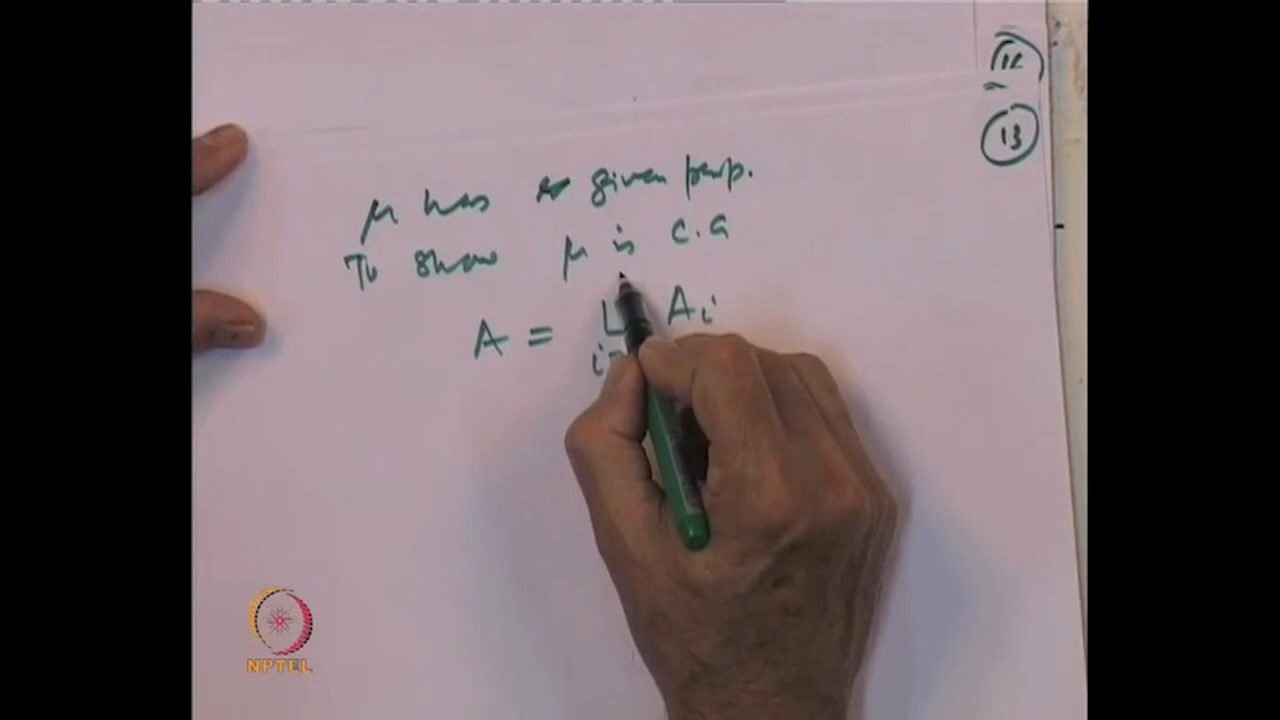 12
13
μ has given prop.
To show μ is c.a
A = ⊔ Ai
i=
NPTEL